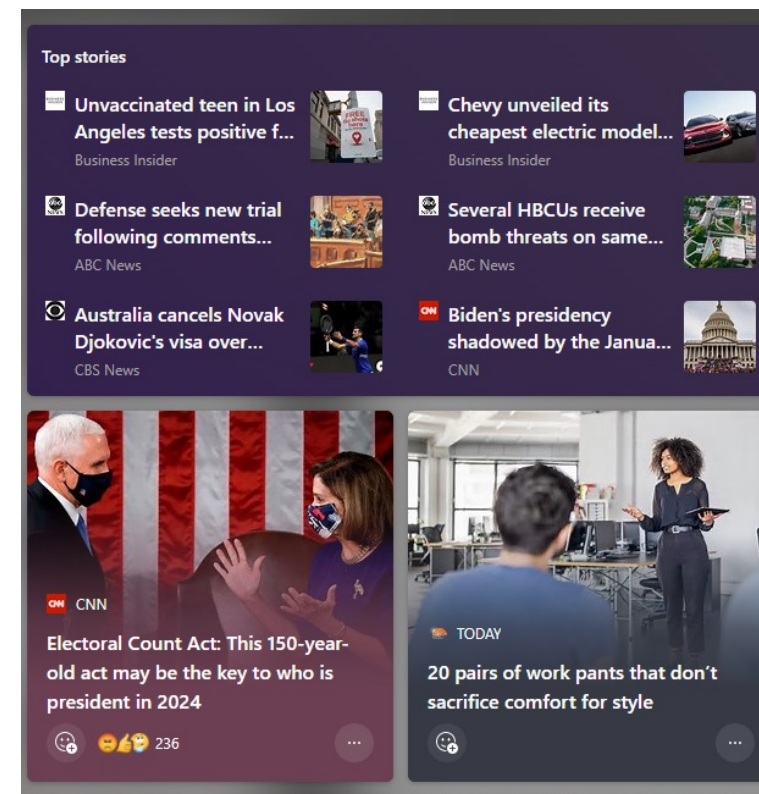 Top stories
Unvaccinated teen in Los
Angeles tests positive f...
Business Insider
Chevy unveiled its
cheapest electric model...
Business Insider
Defense seeks new trial
following comments...
ABC News
Several HBCUs receive
bomb threats on same...
ABC News
Australia cancels Novak
Djokovic's visa over...
CBS News
CNN
Biden's presidency
shadowed by the Janua...
CNN
CNN
CNN
Electoral Count Act: This 150-year-
old act may be the key to who is
president in 2024
236
TODAY
20 pairs of work pants that don't
sacrifice comfort for style